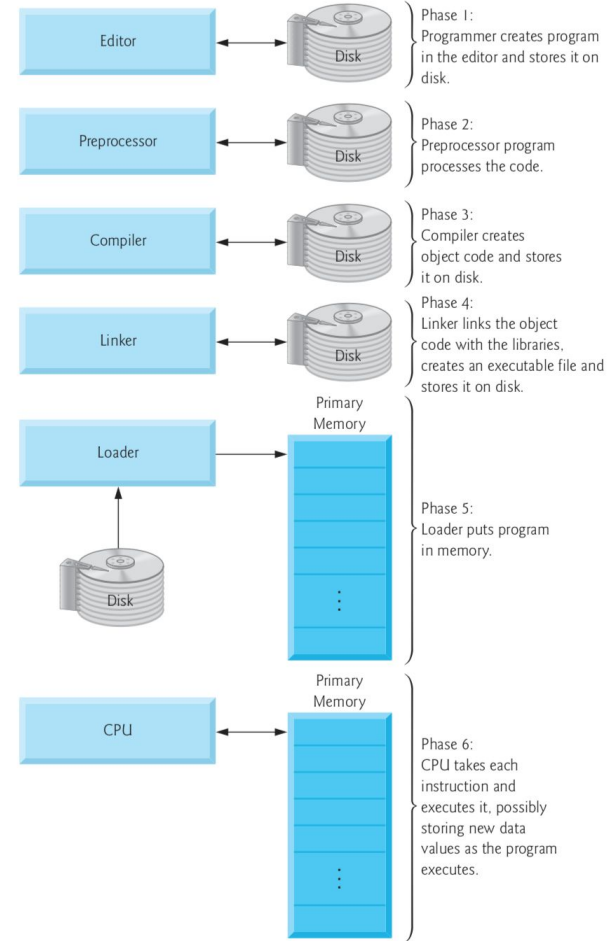 Editor
Disk
Phase 1:
Programmer creates program
in the editor and stores it on
disk.
Preprocessor
Disk
Phase 2:
Preprocessor program
processes the code.
Compiler
Disk
Phase 3:
Compiler creates
object code and stores
it on disk.
Linker
Disk
Phase 4:
Linker links the object
code with the libraries,
creates an executable file and
stores it on disk.
Primary
Memory
Loader
Disk
Phase 5:
Loader puts program
in memory.
Primary
Memory
CPU
Phase 6:
CPU takes each
instruction and
executes it, possibly
storing new data
values as the program
executes.